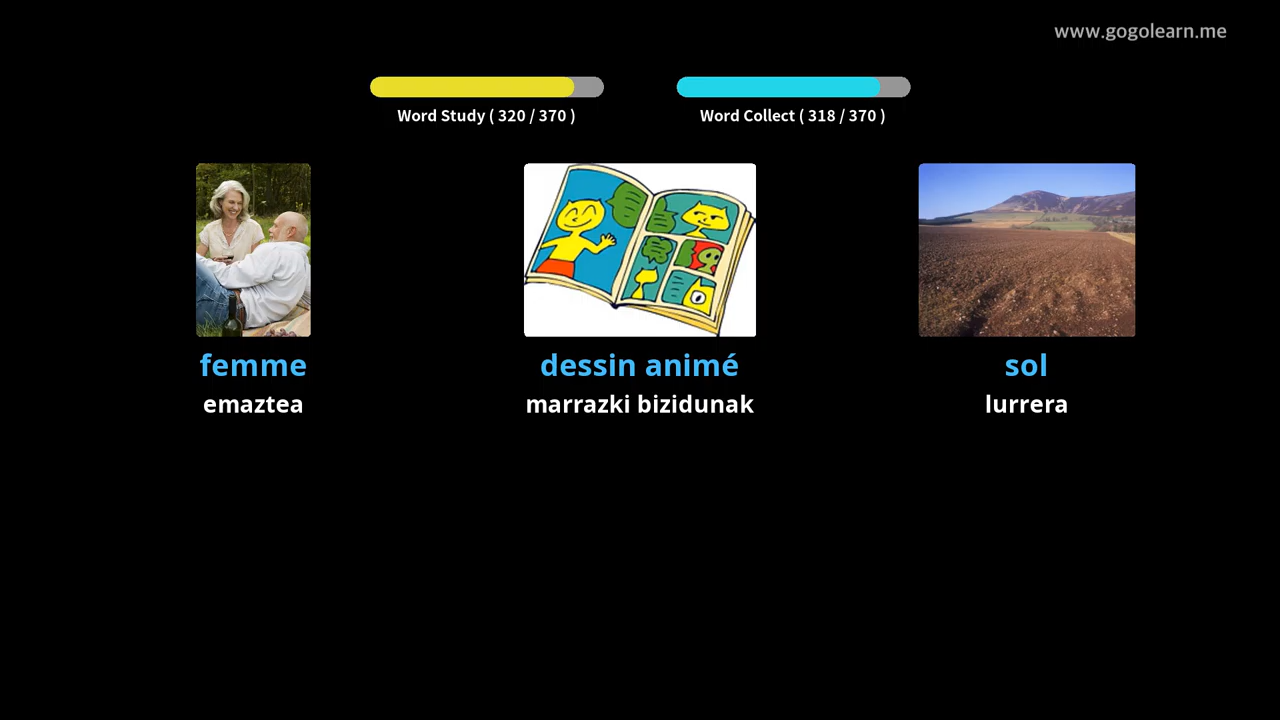 www.gogolearn.me
Word Study ( 320 / 370 )
Word Collect ( 318 / 370 )
femme
emaztea
dessin animé
marrazki bizidunak
sol
lurrera